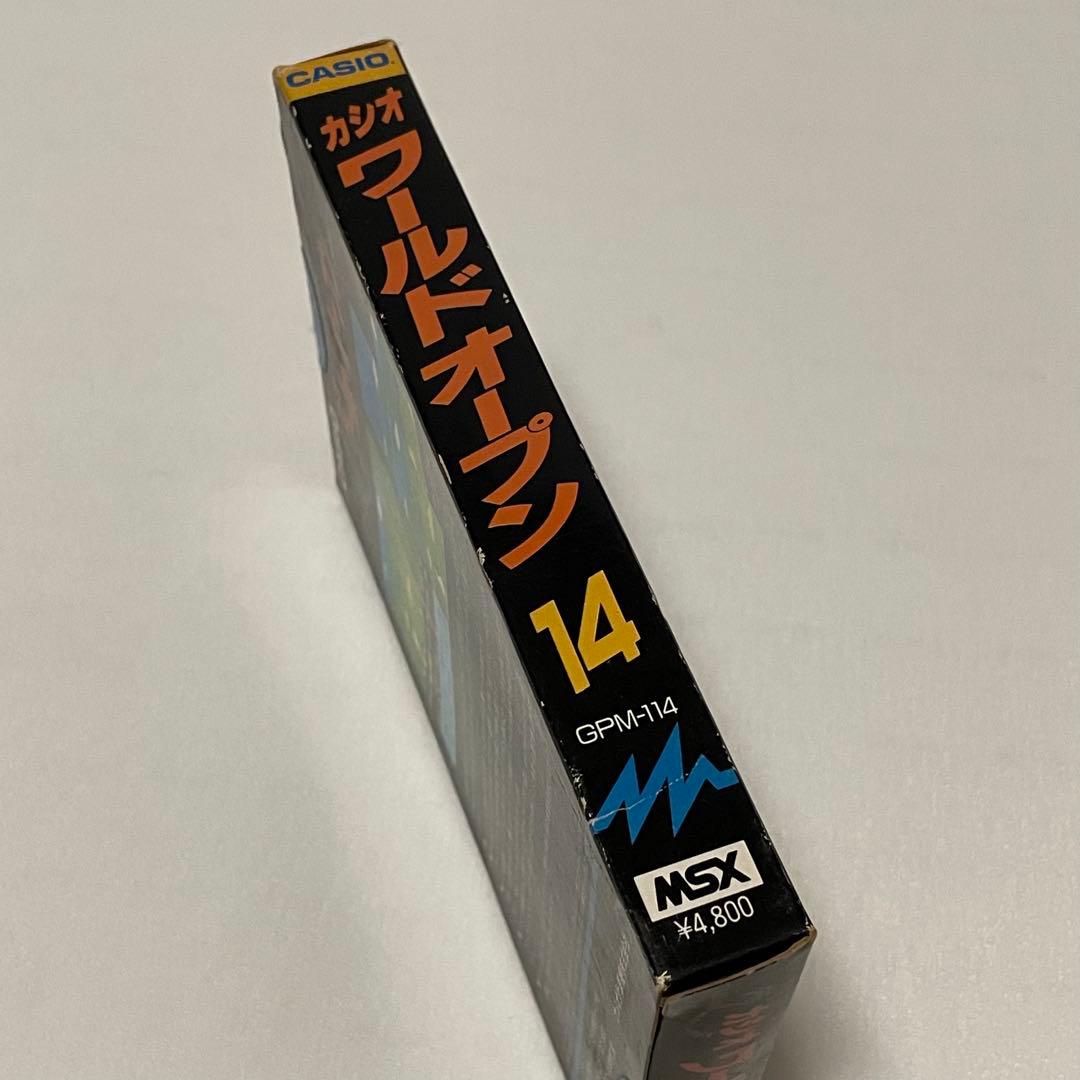 CASIO
カシオ
ワールドオープン
14
GPM-114
MSX
¥4,800